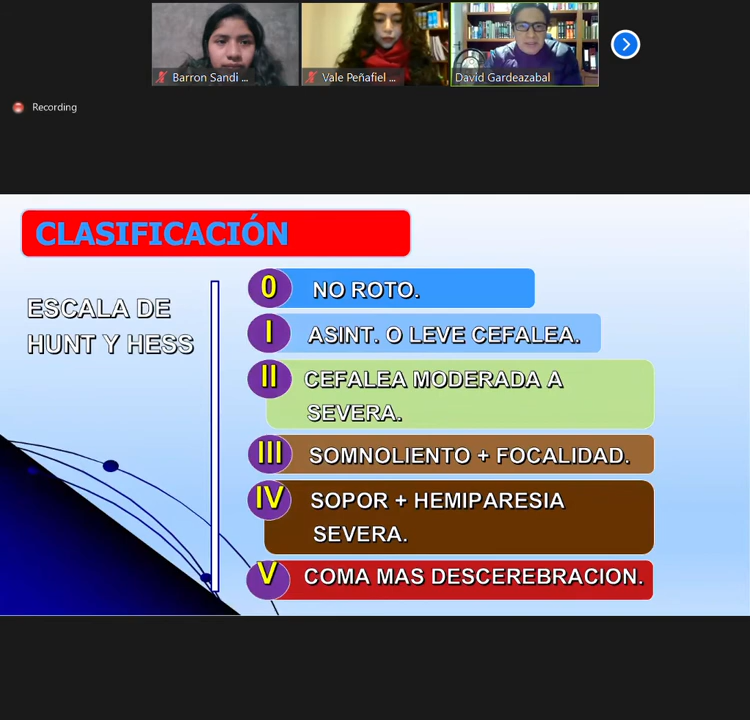 Barron Sandi ...
Vale Peñafiel ...
David Gardeazabal
Recording
CLASIFICACIÓN
ESCALA DE
HUNT Y HESS
0
NO ROTO.
I
ASINT. O LEVE CEFALEA.
II
CEFALEA MODERADA A
SEVERA.
III
SOMNOLIENTO + FOCALIDAD.
IV
SOPOR + HEMIPARESIA
SEVERA.
V
COMA MAS DESCEREBRACION.